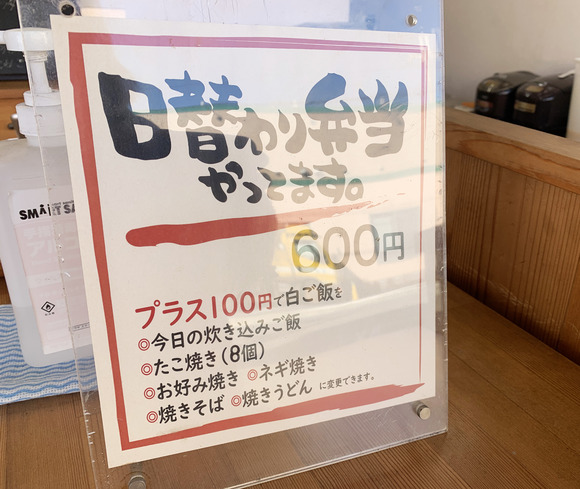 日替わり弁当
やってます。
600円
プラス100円で白ご飯を
◎今日の炊き込みご飯
◎たこ焼き(8個)
◎お好み焼き ◎ネギ焼き
◎焼きそば ◎焼きうどん に変更できます。
SMART SA